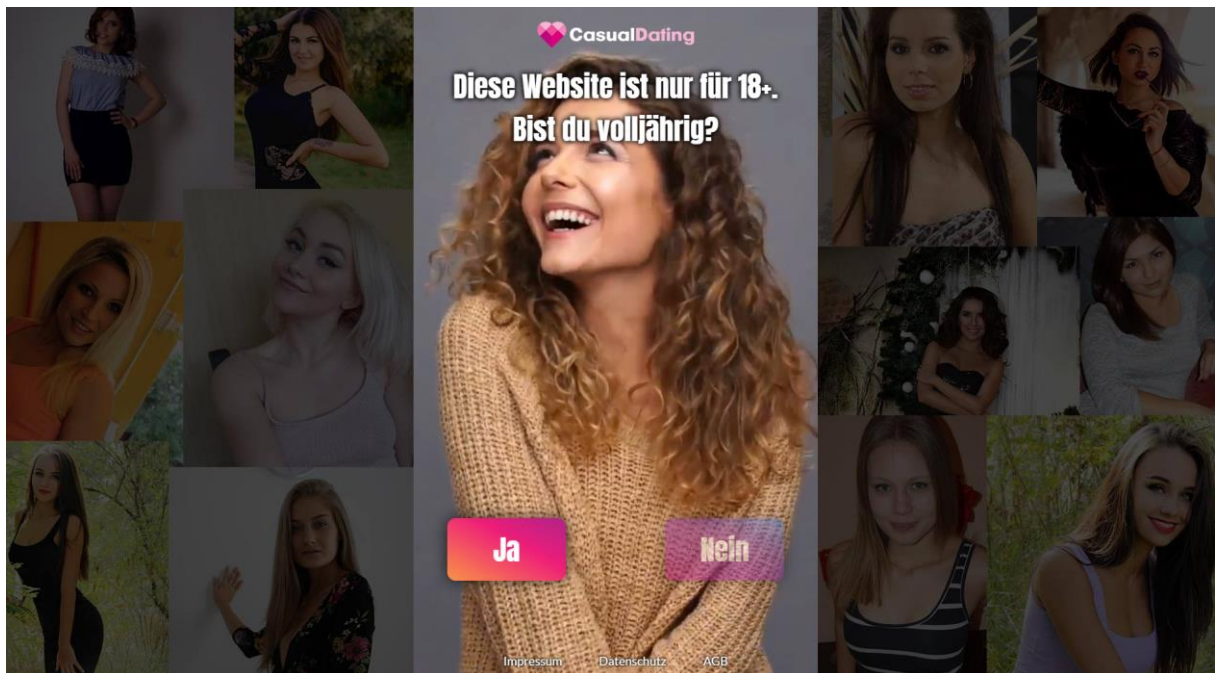 CasualDating
Diese Website ist nur für 18+.
Bist du volljährig?
Ja
Nein
Impressum Datenschutz AGB